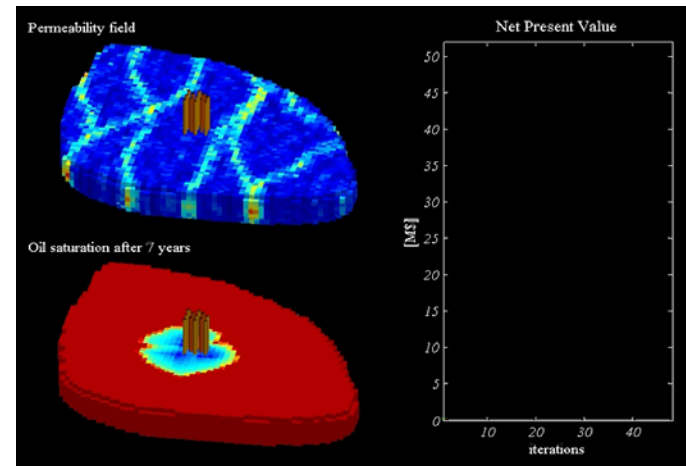 Permeability field
Oil saturation after 7 years
Net Present Value
[M$]
50
45
40
35
30
25
20
15
10
5
0
10 20 30 40
iterations